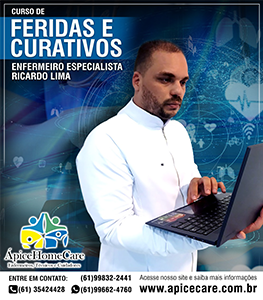 CURSO DE
FERIDAS E
CURATIVOS
ENFERMEIRO ESPECIALISTA
RICARDO LIMA
ÁpiceHomeCare
ENTRE EM CONTATO: (61)99832-2441
(61) 35424428 (61)99662-4760
Acesse nosso site e saiba mais informações
www.apicecare.com.br